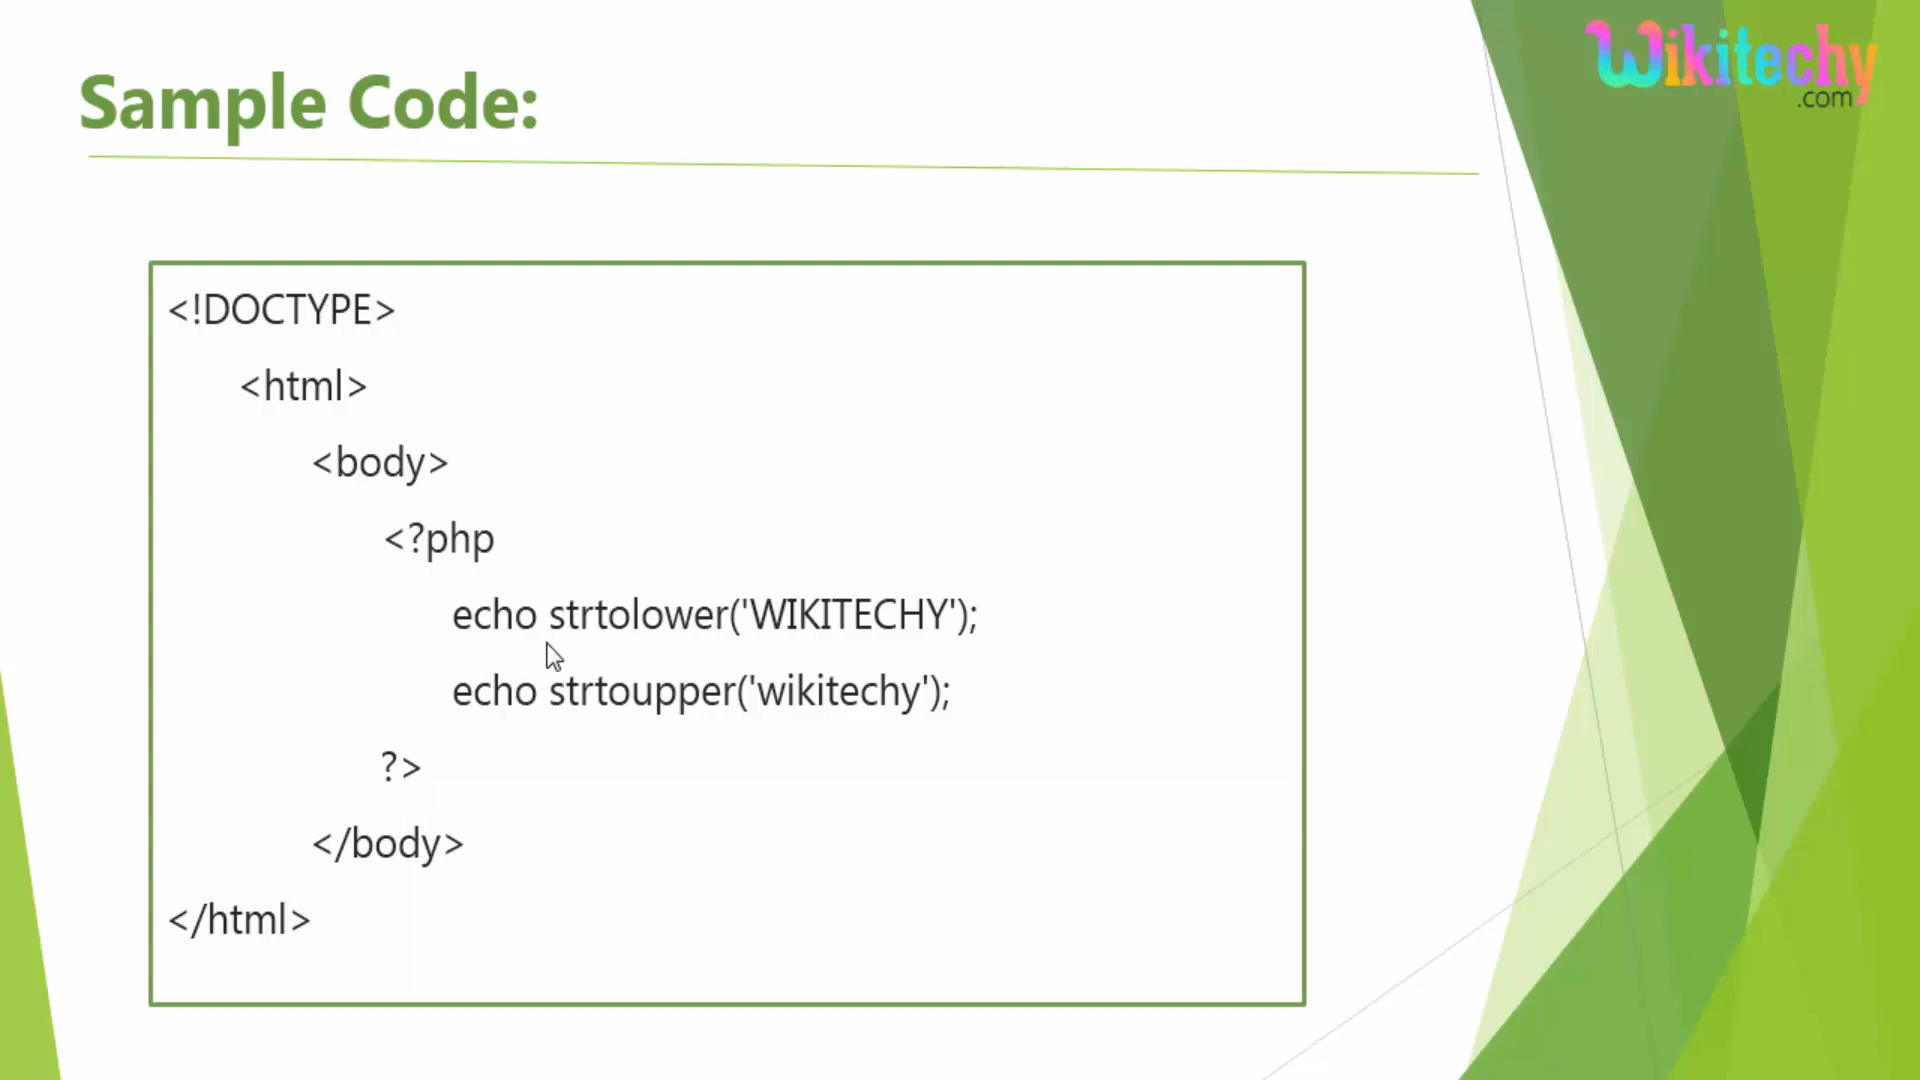 Wikitechy
.com
Sample Code:
<!DOCTYPE>
<html>
<body>
<?php
echo strtolower('WIKITECHY');
echo strtoupper('wikitechy');
?>
</body>
</html>